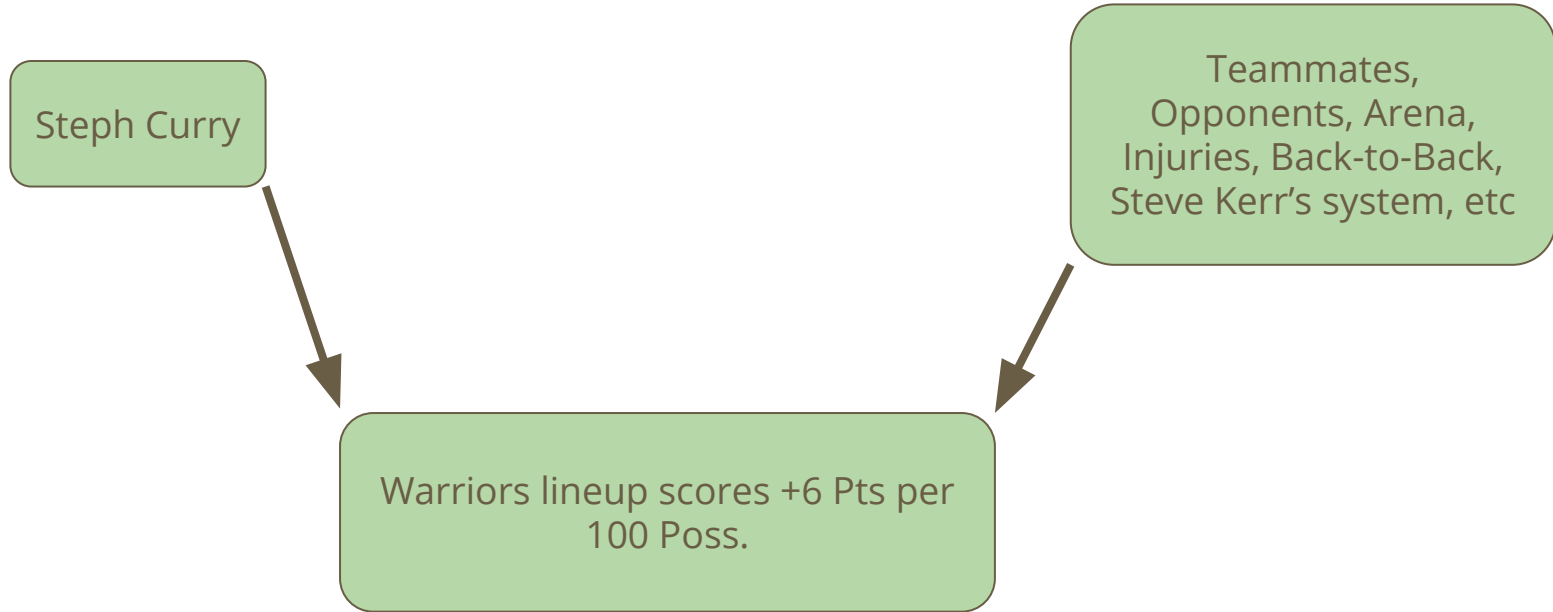 Steph Curry
Teammates,
Opponents, Arena,
Injuries, Back-to-Back,
Steve Kerr’s system, etc
Warriors lineup scores +6 Pts per
100 Poss.